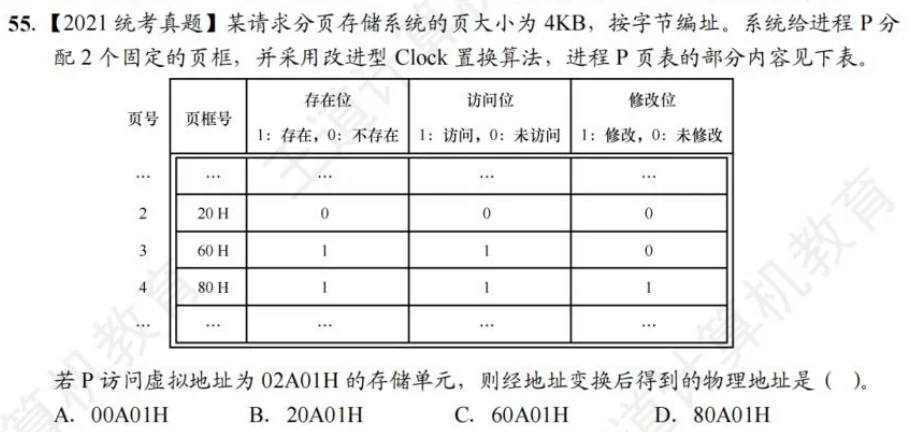 55. 【2021 统考真题】某请求分页存储系统的页大小为 4KB，按字节编址。系统给进程 P 分
配 2 个固定的页框，并采用改进型 Clock 置换算法，进程 P 页表的部分内容见下表。
页号 页框号 存在位 访问位 修改位
1：存在，0：不存在 1：访问，0：未访问 1：修改，0：未修改
… … … … …
2 20 H 0 0 0
3 60 H 1 1 0
4 80 H 1 1 1
… … … … …
若 P 访问虚拟地址为 02A01H 的存储单元，则经地址变换后得到的物理地址是（ ）。
A. 00A01H B. 20A01H C. 60A01H D. 80A01H